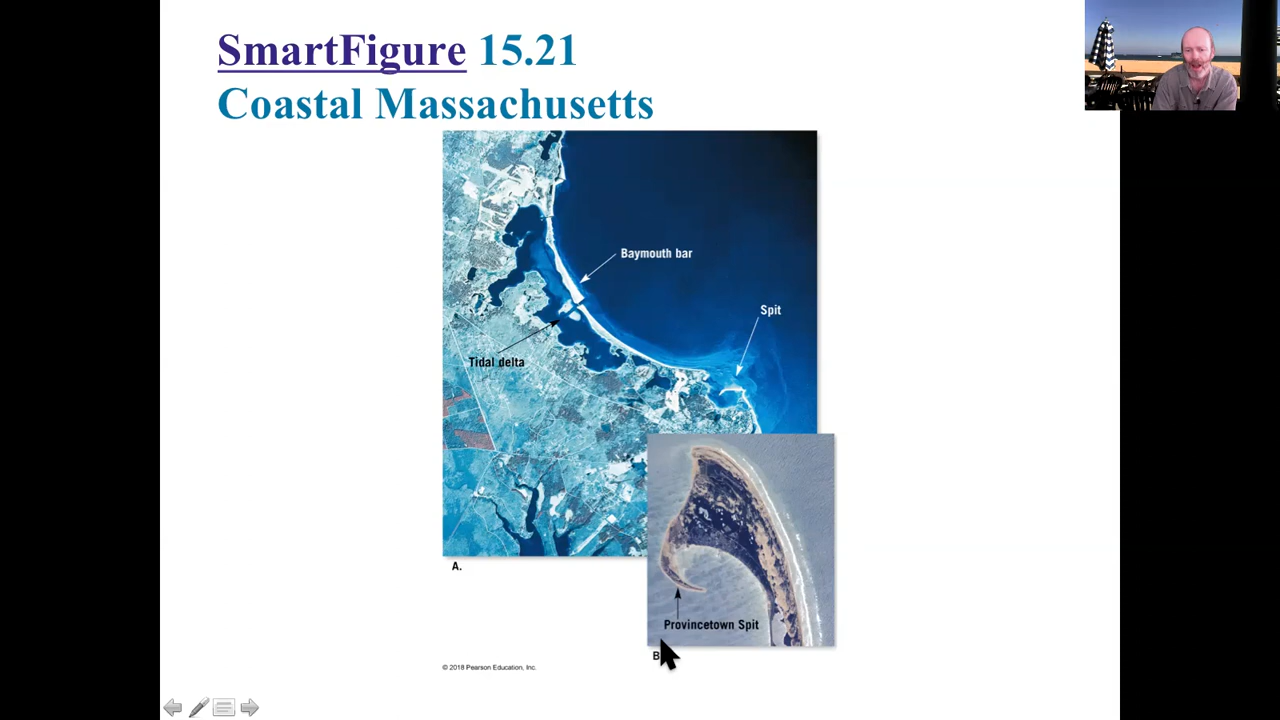 SmartFigure 15.21
Coastal Massachusetts
Baymouth bar
Spit
Tidal delta
A.
Provincetown Spit
B
© 2018 Pearson Education, Inc.